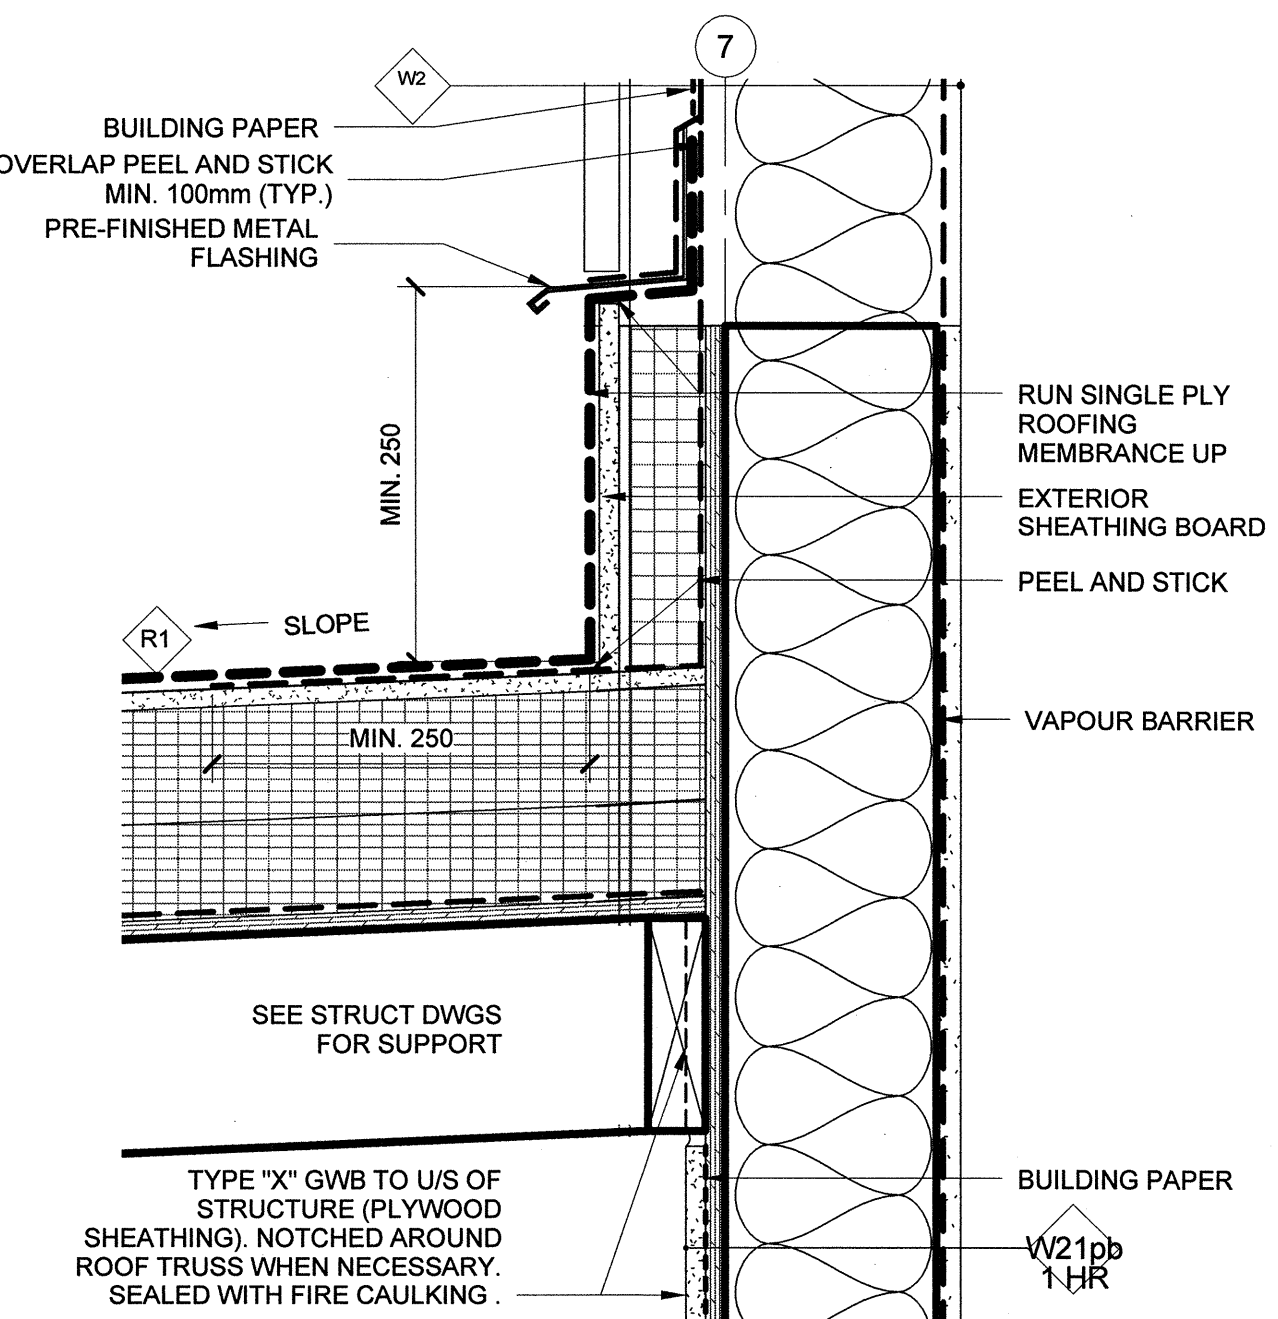 7
W2
BUILDING PAPER
OVERLAP PEEL AND STICK
MIN. 100mm (TYP.)
PRE-FINISHED METAL
FLASHING
MIN. 250
RUN SINGLE PLY
ROOFING
MEMBRANCE UP
EXTERIOR
SHEATHING BOARD
PEEL AND STICK
R1
SLOPE
VAPOUR BARRIER
MIN. 250
SEE STRUCT DWGS
FOR SUPPORT
TYPE "X" GWB TO U/S OF
STRUCTURE (PLYWOOD
SHEATHING). NOTCHED AROUND
ROOF TRUSS WHEN NECESSARY.
SEALED WITH FIRE CAULKING .
BUILDING PAPER
W21pb
1 HR